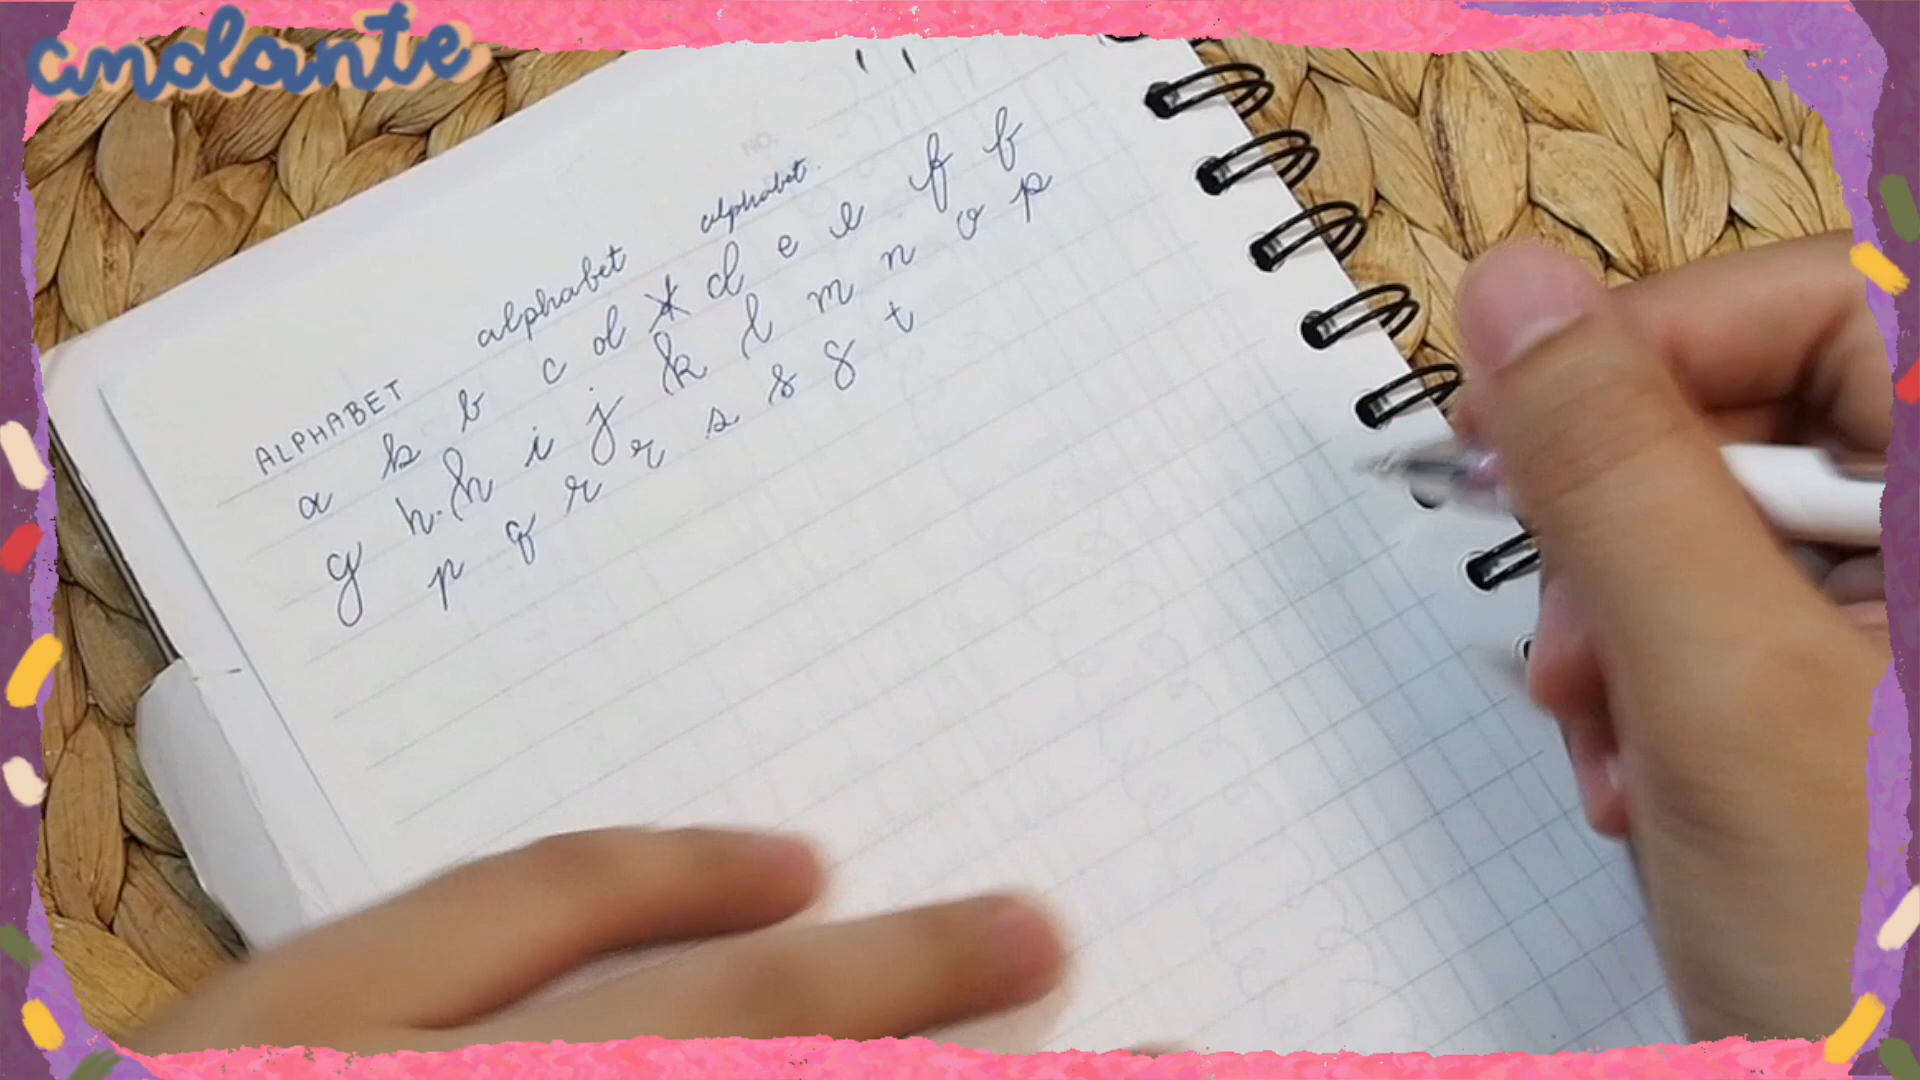 amolante
NO.
ALPHABET alphabet alphabet.
a b b c d d e e f f
g h. h i j k l m n o p
p q r r s s s t